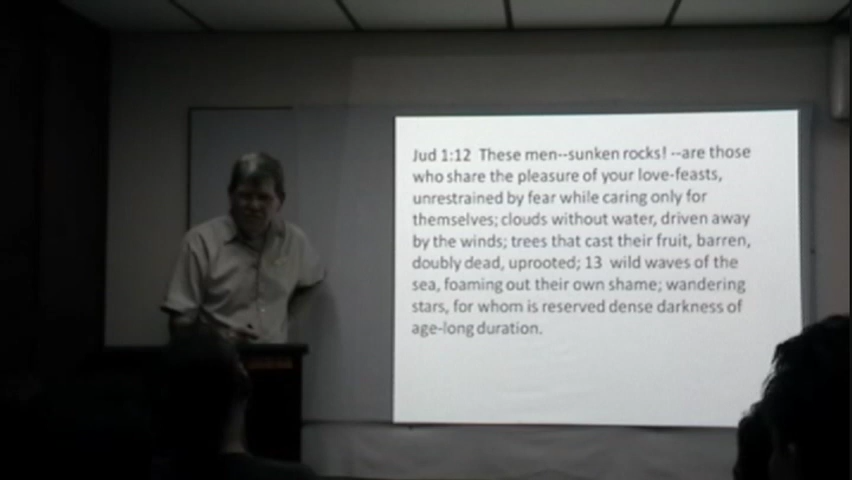 Jud 1:12  These men--sunken rocks! --are those
who share the pleasure of your love-feasts,
unrestrained by fear while caring only for
themselves; clouds without water, driven away
by the winds; trees that cast their fruit, barren,
doubly dead, uprooted; 13  wild waves of the
sea, foaming out their own shame; wandering
stars, for whom is reserved dense darkness of
age-long duration.